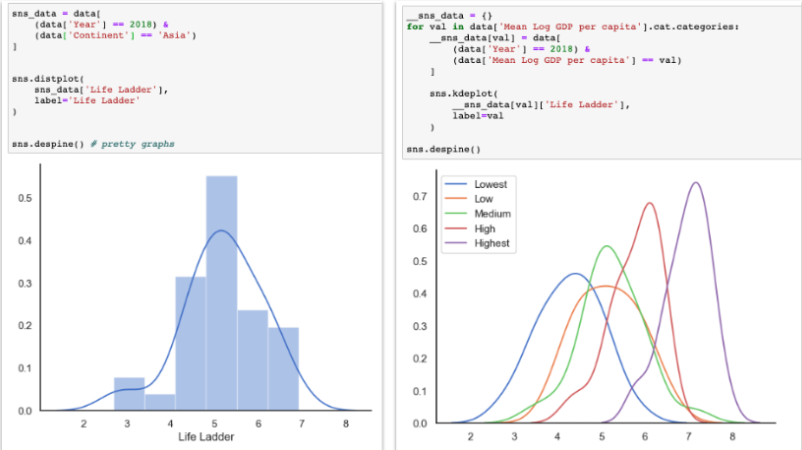 sns_data = data[
(data['Year'] == 2018) &
(data['Continent'] == 'Asia')
]
sns.distplot(
sns_data['Life Ladder'],
label='Life Ladder'
)
sns.despine() # pretty graphs
0.5
0.4
0.3
0.2
0.1
0.0
2 3 4 5 6 7 8
Life Ladder
__sns_data = {}
for val in data['Mean Log GDP per capita'].cat.categories:
__sns_data[val] = data[
(data['Year'] == 2018) &
(data['Mean Log GDP per capita'] == val)
]
sns.kdeplot(
__sns_data[val]['Life Ladder'],
label=val
)
sns.despine()
Lowest
Low
Medium
High
Highest
0.7
0.6
0.5
0.4
0.3
0.2
0.1
0.0
2 3 4 5 6 7 8